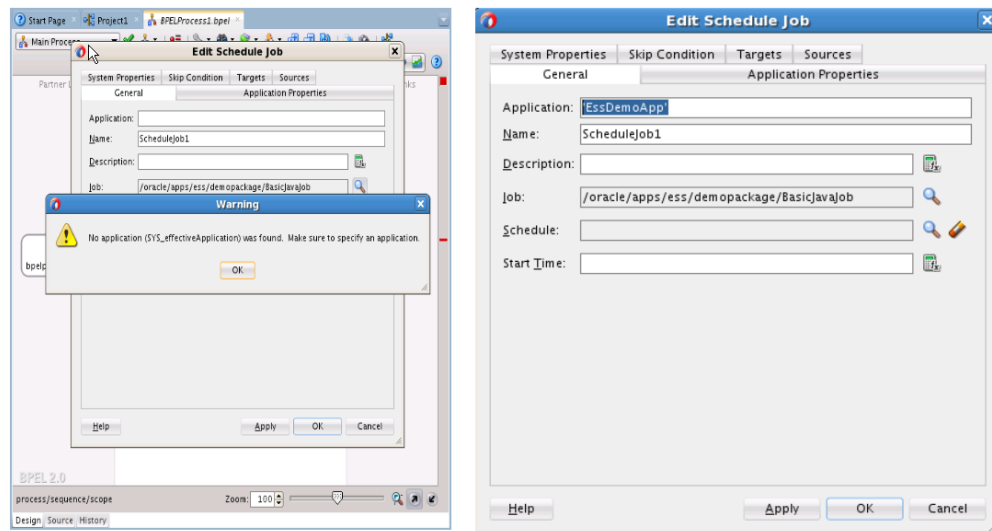 Start Page
Project1
BPELProcess1.bpel
Main Process
Edit Schedule Job
Partner
System Properties Skip Condition Targets Sources
General Application Properties
Application:
Name: ScheduleJob1
Description:
Job: /oracle/apps/ess/demopackage/BasicJavaJob
Warning
No application (SYS_effectiveApplication) was found. Make sure to specify an application.
OK
bpelp
Help Apply OK Cancel
BPEL 2.0
process/sequence/scope Zoom: 100
Design Source History
Edit Schedule Job
System Properties Skip Condition Targets Sources
General Application Properties
Application: 'EssDemoApp'
Name: ScheduleJob1
Description:
Job: /oracle/apps/ess/demopackage/BasicJavaJob
Schedule:
Start Time:
Help Apply OK Cancel